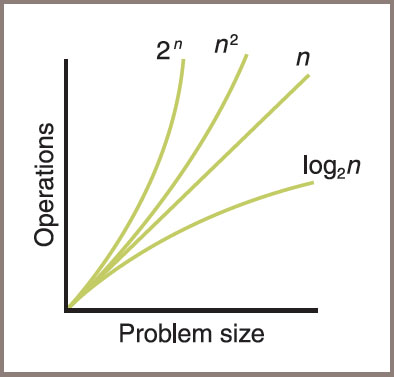 2ⁿ
n²
n
log₂n
Operations
Problem size